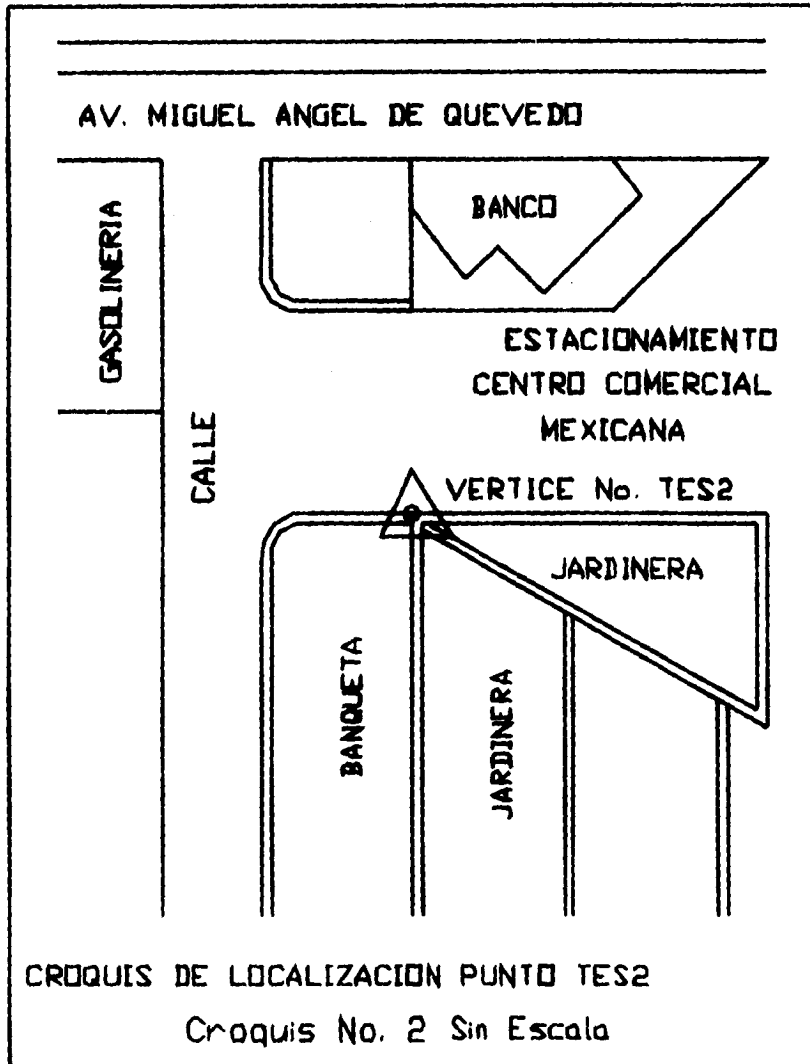 AV. MIGUEL ANGEL DE QUEVEDO
GASOLINERIA
BANCO
ESTACIONAMIENTO
CENTRO COMERCIAL
MEXICANA
CALLE
VERTICE No. TES2
JARDINERA
BANQUETA
JARDINERA
CROQUIS DE LOCALIZACION PUNTO TES2
Croquis No. 2 Sin Escala